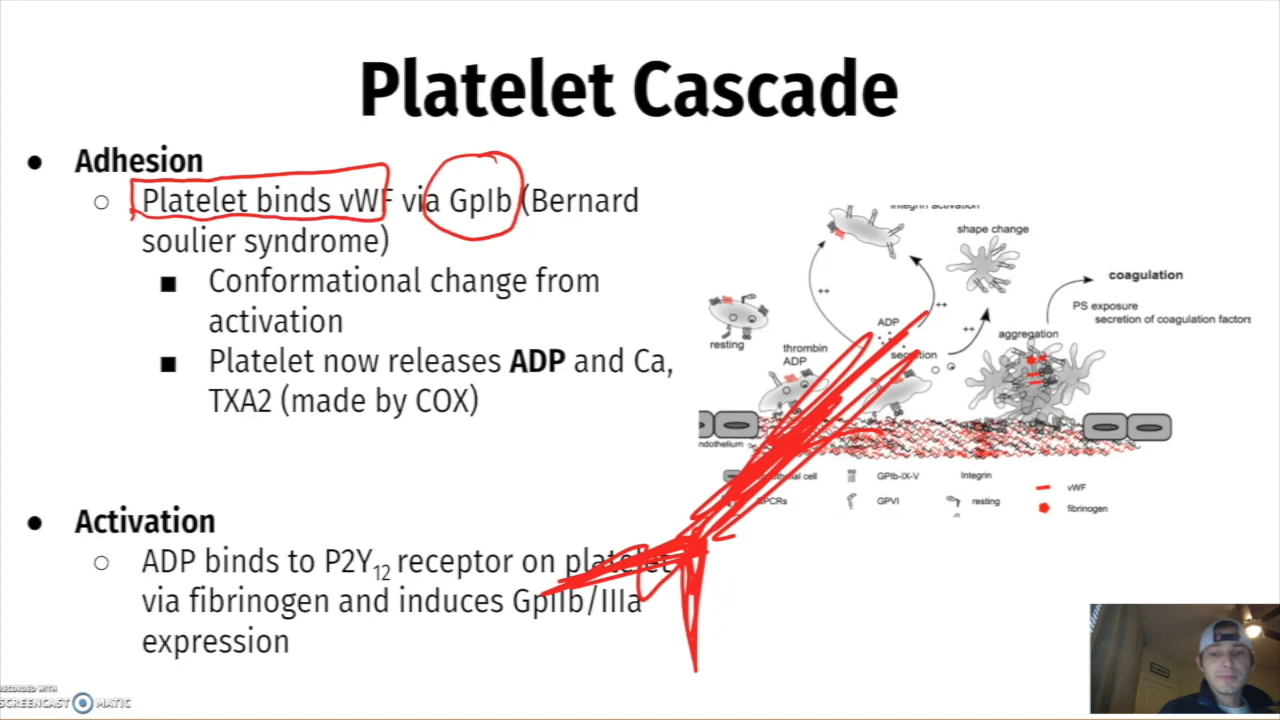 Platelet Cascade
● Adhesion
○ Platelet binds vWF via GpIb (Bernard
soulier syndrome)
■ Conformational change from
activation
■ Platelet now releases ADP and Ca,
TXA2 (made by COX)
● Activation
○ ADP binds to P2Y12 receptor on platelet
via fibrinogen and induces GpIIb/IIIa
expression
integrin activation
shape change
++
++
++
coagulation
PS exposure
secretion of coagulation factors
resting
thrombin
ADP
ADP
secretion
aggregation
endothelium
cell
GPIb-IX-V
Integrin
vWF
GPVI
resting
fibrinogen
RECORDED WITH
SCREENCAST MATIC